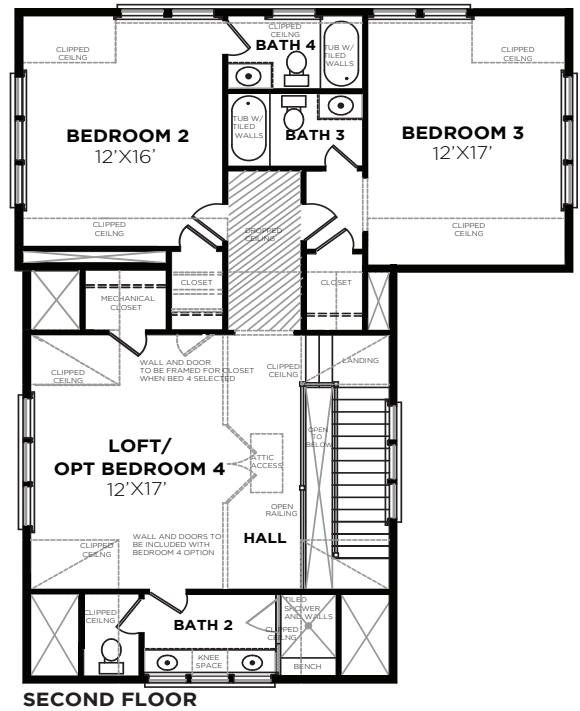 CLIPPED
CEILNG
BATH 4
TUB W/
TILED
WALLS
CLIPPED
CEILNG
CLIPPED
CEILNG
BEDROOM 2
12'X16'
TUB W/
TILED
WALLS
BATH 3
BEDROOM 3
12'X17'
CLIPPED
CEILNG
DROPPED
CEILING
CLIPPED
CEILNG
CLOSET
CLOSET
MECHANICAL
CLOSET
CLIPPED
CEILNG
WALL AND DOOR
TO BE FRAMED FOR CLOSET
WHEN BED 4 SELECTED
CLIPPED
CEILNG
LANDING
LOFT/
OPT BEDROOM 4
12'X17'
ATTIC
ACCESS
OPEN
TO
BELOW
OPEN
RAILING
HALL
CLIPPED
CEILNG
WALL AND DOORS TO
BE INCLUDED WITH
BEDROOM 4 OPTION
CLIPPED
CEILNG
BATH 2
TILED
SHOWER
AND WALLS
CLIPPED
CEILNG
KNEE
SPACE
BENCH
SECOND FLOOR